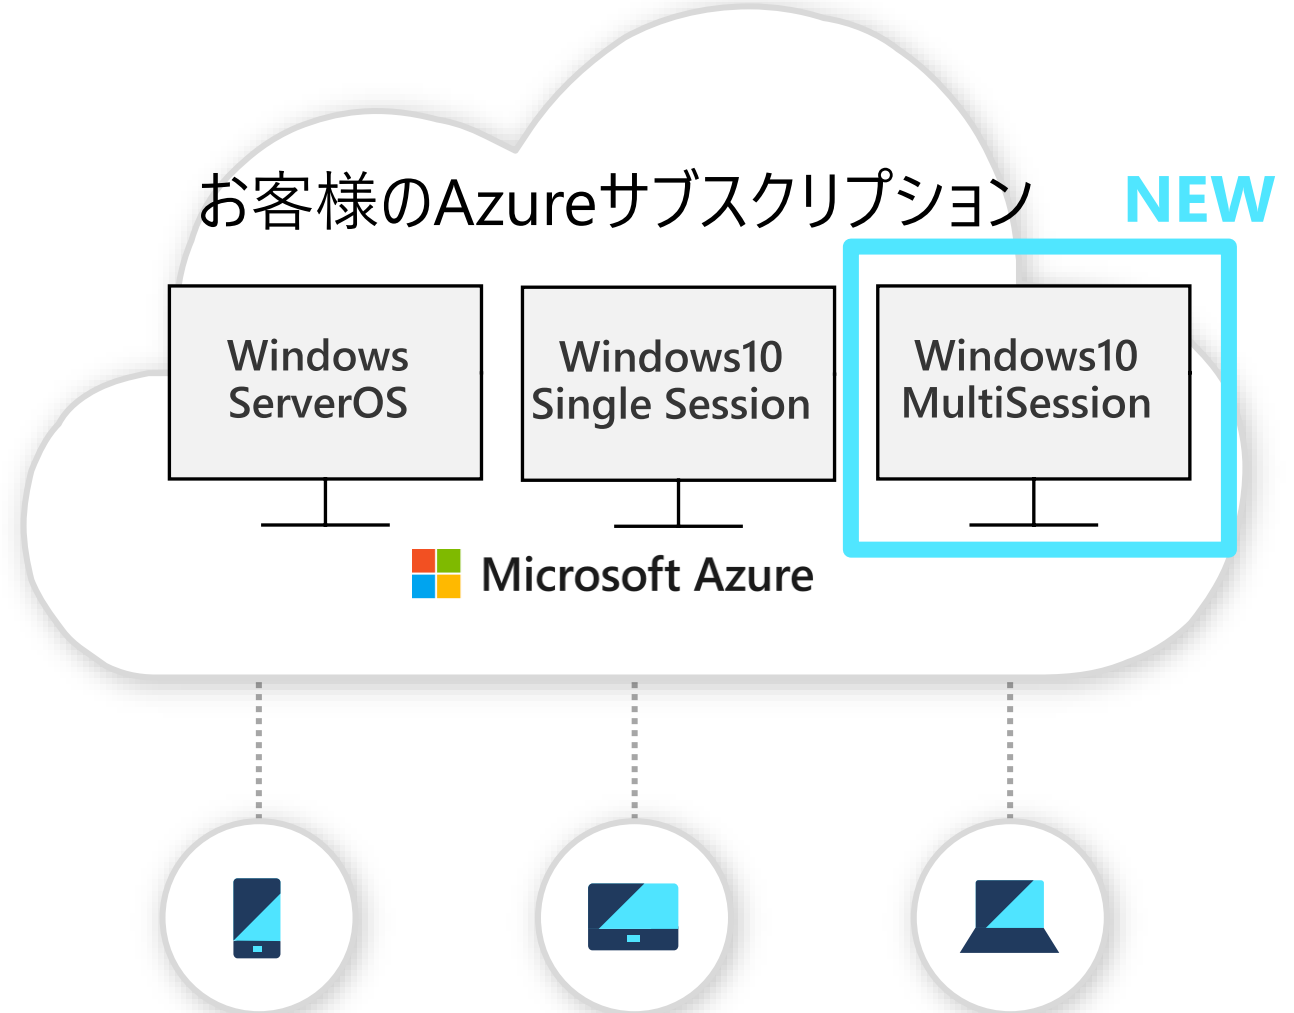 お客様のAzureサブスクリプション
NEW
Windows
ServerOS
Windows10
Single Session
Windows10
MultiSession
Microsoft Azure